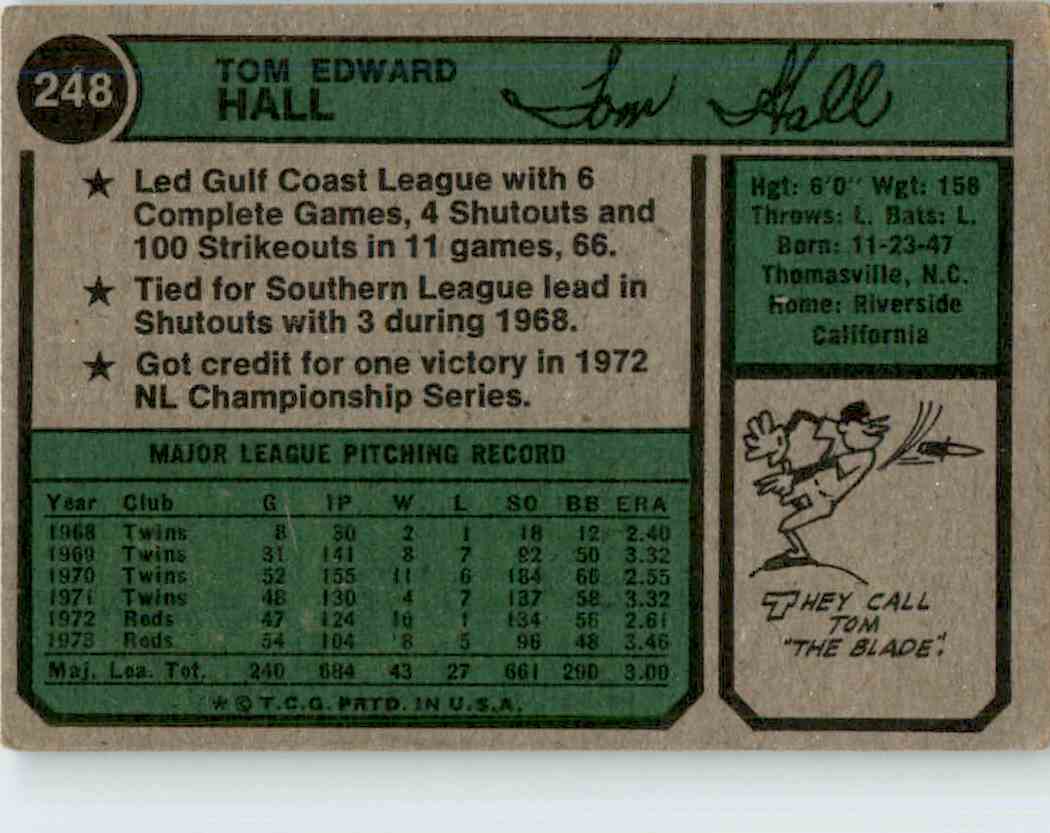 248
TOM EDWARD
HALL
Tom Hall
★ Led Gulf Coast League with 6
Complete Games, 4 Shutouts and
100 Strikeouts in 11 games, 66.
★ Tied for Southern League lead in
Shutouts with 3 during 1968.
★ Got credit for one victory in 1972
NL Championship Series.
Hgt: 6'0" Wgt: 158
Throws: L. Bats: L.
Born: 11-23-47
Thomasville, N.C.
Home: Riverside
California
MAJOR LEAGUE PITCHING RECORD
Year Club G IP W L SO BB ERA
1968 Twins 8 30 2 1 18 12 2.40
1969 Twins 31 141 8 7 92 50 3.32
1970 Twins 52 155 11 6 184 66 2.55
1971 Twins 48 130 4 7 137 58 3.32
1972 Reds 47 124 10 1 134 56 2.61
1973 Reds 54 104 8 5 96 48 3.46
Maj. Lea. Tot. 240 684 43 27 661 290 3.00
* © T.C.G. PRTD. IN U.S.A.
THEY CALL
TOM
"THE BLADE".